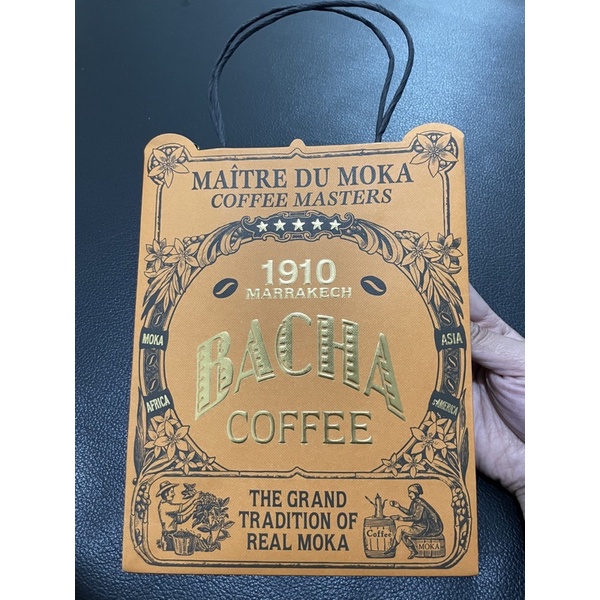 MAÎTRE DU MOKA
COFFEE MASTERS
1910
MARRAKECH
BACHA
COFFEE
MOKA
ASIA
AFRICA
S.AMERICA
THE GRAND
TRADITION OF
REAL MOKA
Coffee
MOKA